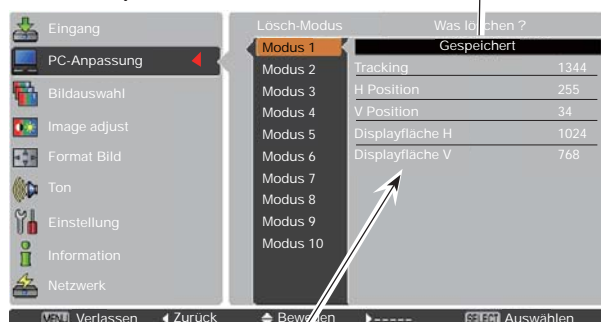 Lösch-Modus Was löschen ?
Eingang
PC-Anpassung
Bildauswahl
Image adjust
Format Bild
Ton
Einstellung
Information
Netzwerk
Modus 1
Modus 2
Modus 3
Modus 4
Modus 5
Modus 6
Modus 7
Modus 8
Modus 9
Modus 10
Gespeichert
Tracking 1344
H Position 255
V Position 34
Displayfläche H 1024
Displayfläche V 768
MENU Verlassen Zurück Bewegen ----- SELECT Auswählen